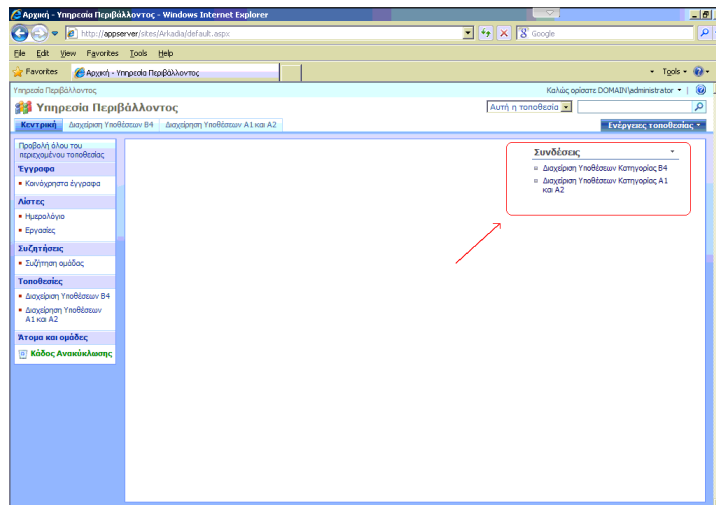 Αρχική - Υπηρεσία Περιβάλλοντος - Windows Internet Explorer
http://appserver/sites/Arkadia/default.aspx
Google
File Edit View Favorites Tools Help
Favorites
Αρχική - Υπηρεσία Περιβάλλοντος
Tools
Υπηρεσία Περιβάλλοντος
Καλώς ορίσατε DOMAIN\administrator
Υπηρεσία Περιβάλλοντος
Αυτή η τοποθεσία
Κεντρική
Διαχείριση Υποθέσεων Β4
Διαχείρηση Υποθέσεων Α1 και Α2
Ενέργειες τοποθεσίας
Προβολή όλου του
περιεχομένου τοποθεσίας
Έγγραφα
Κοινόχρηστα έγγραφα
Λίστες
Ημερολόγιο
Εργασίες
Συζητήσεις
Συζήτηση ομάδας
Τοποθεσίες
Διαχείριση Υποθέσεων Β4
Διαχείρηση Υποθέσεων
Α1 και Α2
Άτομα και ομάδες
Κάδος Ανακύκλωσης
Συνδέσεις
Διαχείριση Υποθέσεων Κατηγορίας Β4
Διαχείριση Υποθέσεων Κατηγορίας Α1
και Α2